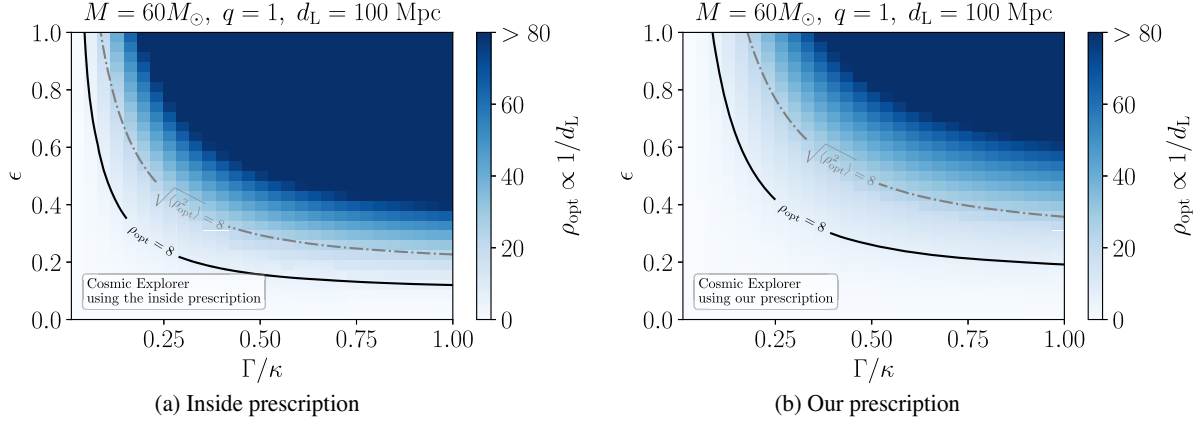 M = 60M⊙, q = 1, d_L = 100 Mpc
1.0
0.8
0.6
0.4
0.2
0.0
ϵ
√⟨ρ²_opt⟩ = 8
ρ_opt = 8
Cosmic Explorer
using the inside prescription
0.25
0.50
0.75
1.00
Γ/κ
> 80
60
40
20
0
ρ_opt ∝ 1/d_L
(a) Inside prescription
M = 60M⊙, q = 1, d_L = 100 Mpc
1.0
0.8
0.6
0.4
0.2
0.0
ϵ
√⟨ρ²_opt⟩ = 8
ρ_opt = 8
Cosmic Explorer
using our prescription
0.25
0.50
0.75
1.00
Γ/κ
> 80
60
40
20
0
ρ_opt ∝ 1/d_L
(b) Our prescription